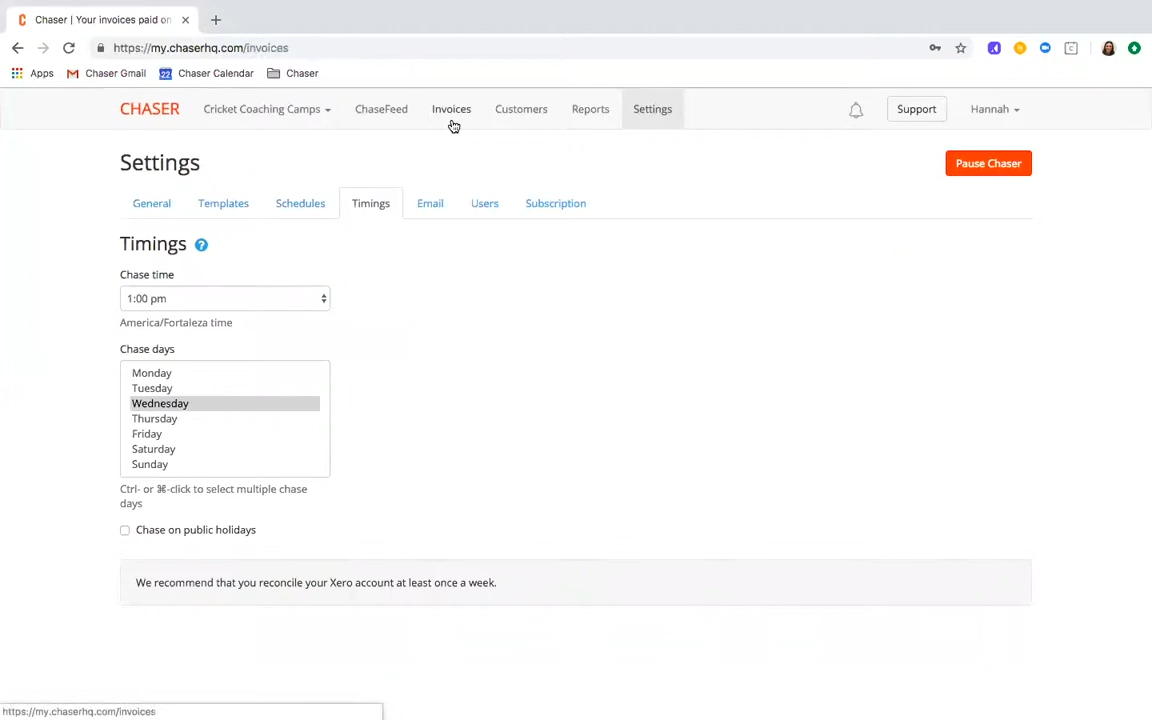 Chaser | Your invoices paid on
https://my.chaserhq.com/invoices
Apps Chaser Gmail 22 Chaser Calendar Chaser
CHASER Cricket Coaching Camps ChaseFeed Invoices Customers Reports Settings Support Hannah
Settings
Pause Chaser
General Templates Schedules Timings Email Users Subscription
Timings ?
Chase time
1:00 pm
America/Fortaleza time
Chase days
Monday
Tuesday
Wednesday
Thursday
Friday
Saturday
Sunday
Ctrl- or ⌘-click to select multiple chase
days
Chase on public holidays
We recommend that you reconcile your Xero account at least once a week.
https://my.chaserhq.com/invoices